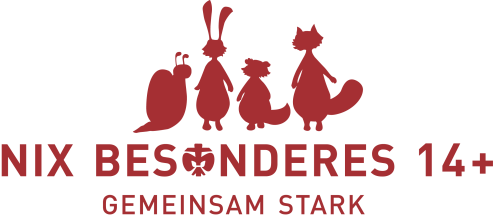 NIX BESONDERES 14+
GEMEINSAM STARK